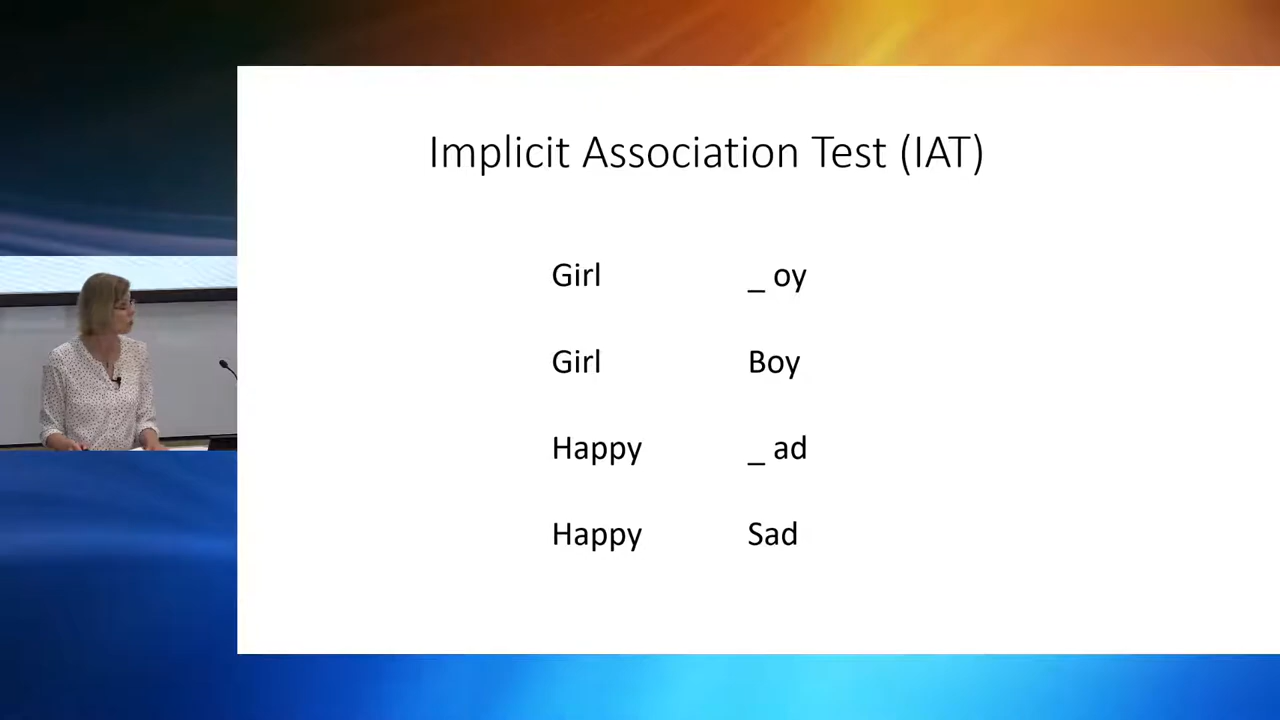 Implicit Association Test (IAT)
Girl _ oy
Girl Boy
Happy _ ad
Happy Sad